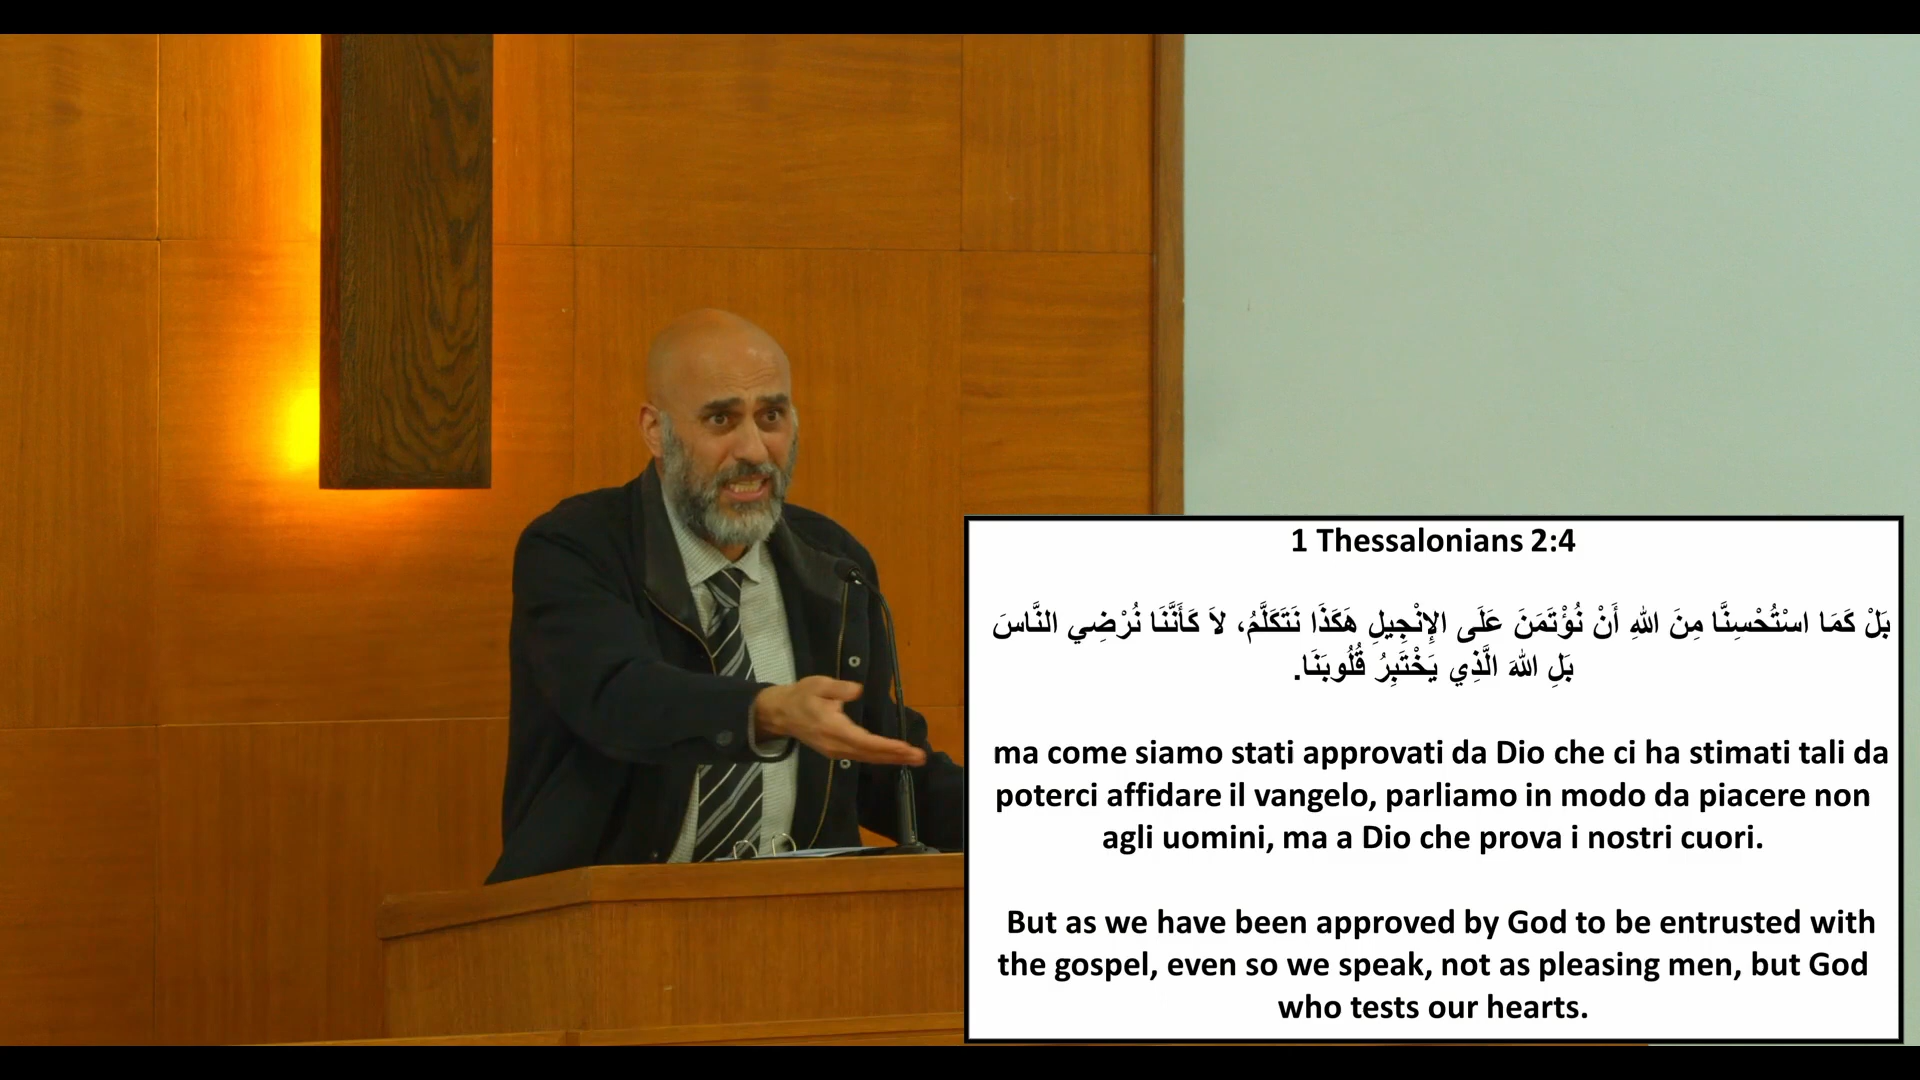 1 Thessalonians 2:4
بَلْ كَمَا اسْتُحْسِنَّا مِنَ اللهِ أَنْ نُؤْتَمَنَ عَلَى الإِنْجِيلِ هَكَذَا نَتَكَلَّمُ، لاَ كَأَنَّنَا نُرْضِي النَّاسَ
بَلِ اللهَ الَّذِي يَخْتَبِرُ قُلُوبَنَا.
ma come siamo stati approvati da Dio che ci ha stimati tali da
poterci affidare il vangelo, parliamo in modo da piacere non
agli uomini, ma a Dio che prova i nostri cuori.
But as we have been approved by God to be entrusted with
the gospel, even so we speak, not as pleasing men, but God
who tests our hearts.